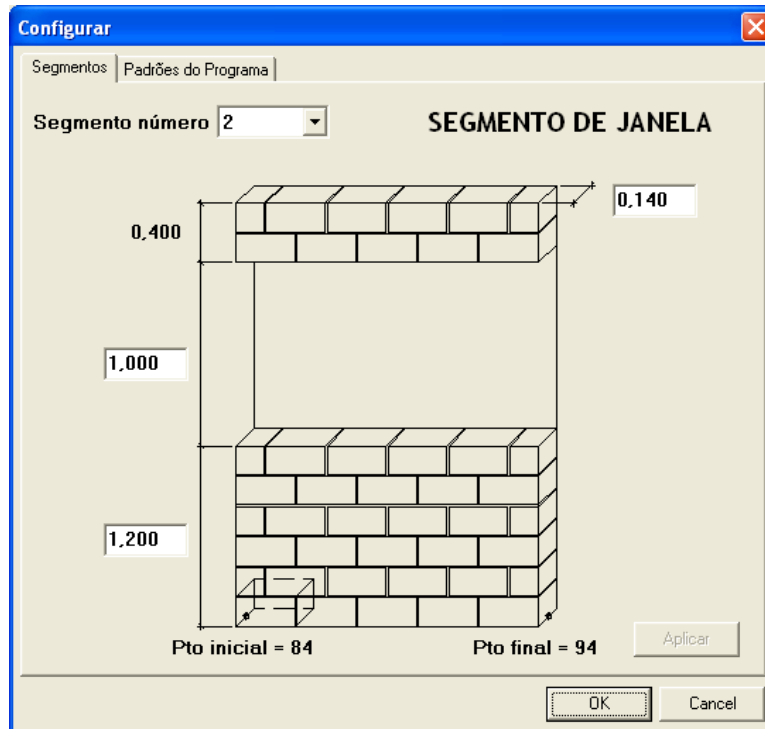 Configurar
Segmentos Padrões do Programa
Segmento número 2 SEGMENTO DE JANELA
0,140
0,400
1,000
1,200
Pto inicial = 84 Pto final = 94
Aplicar
OK Cancel